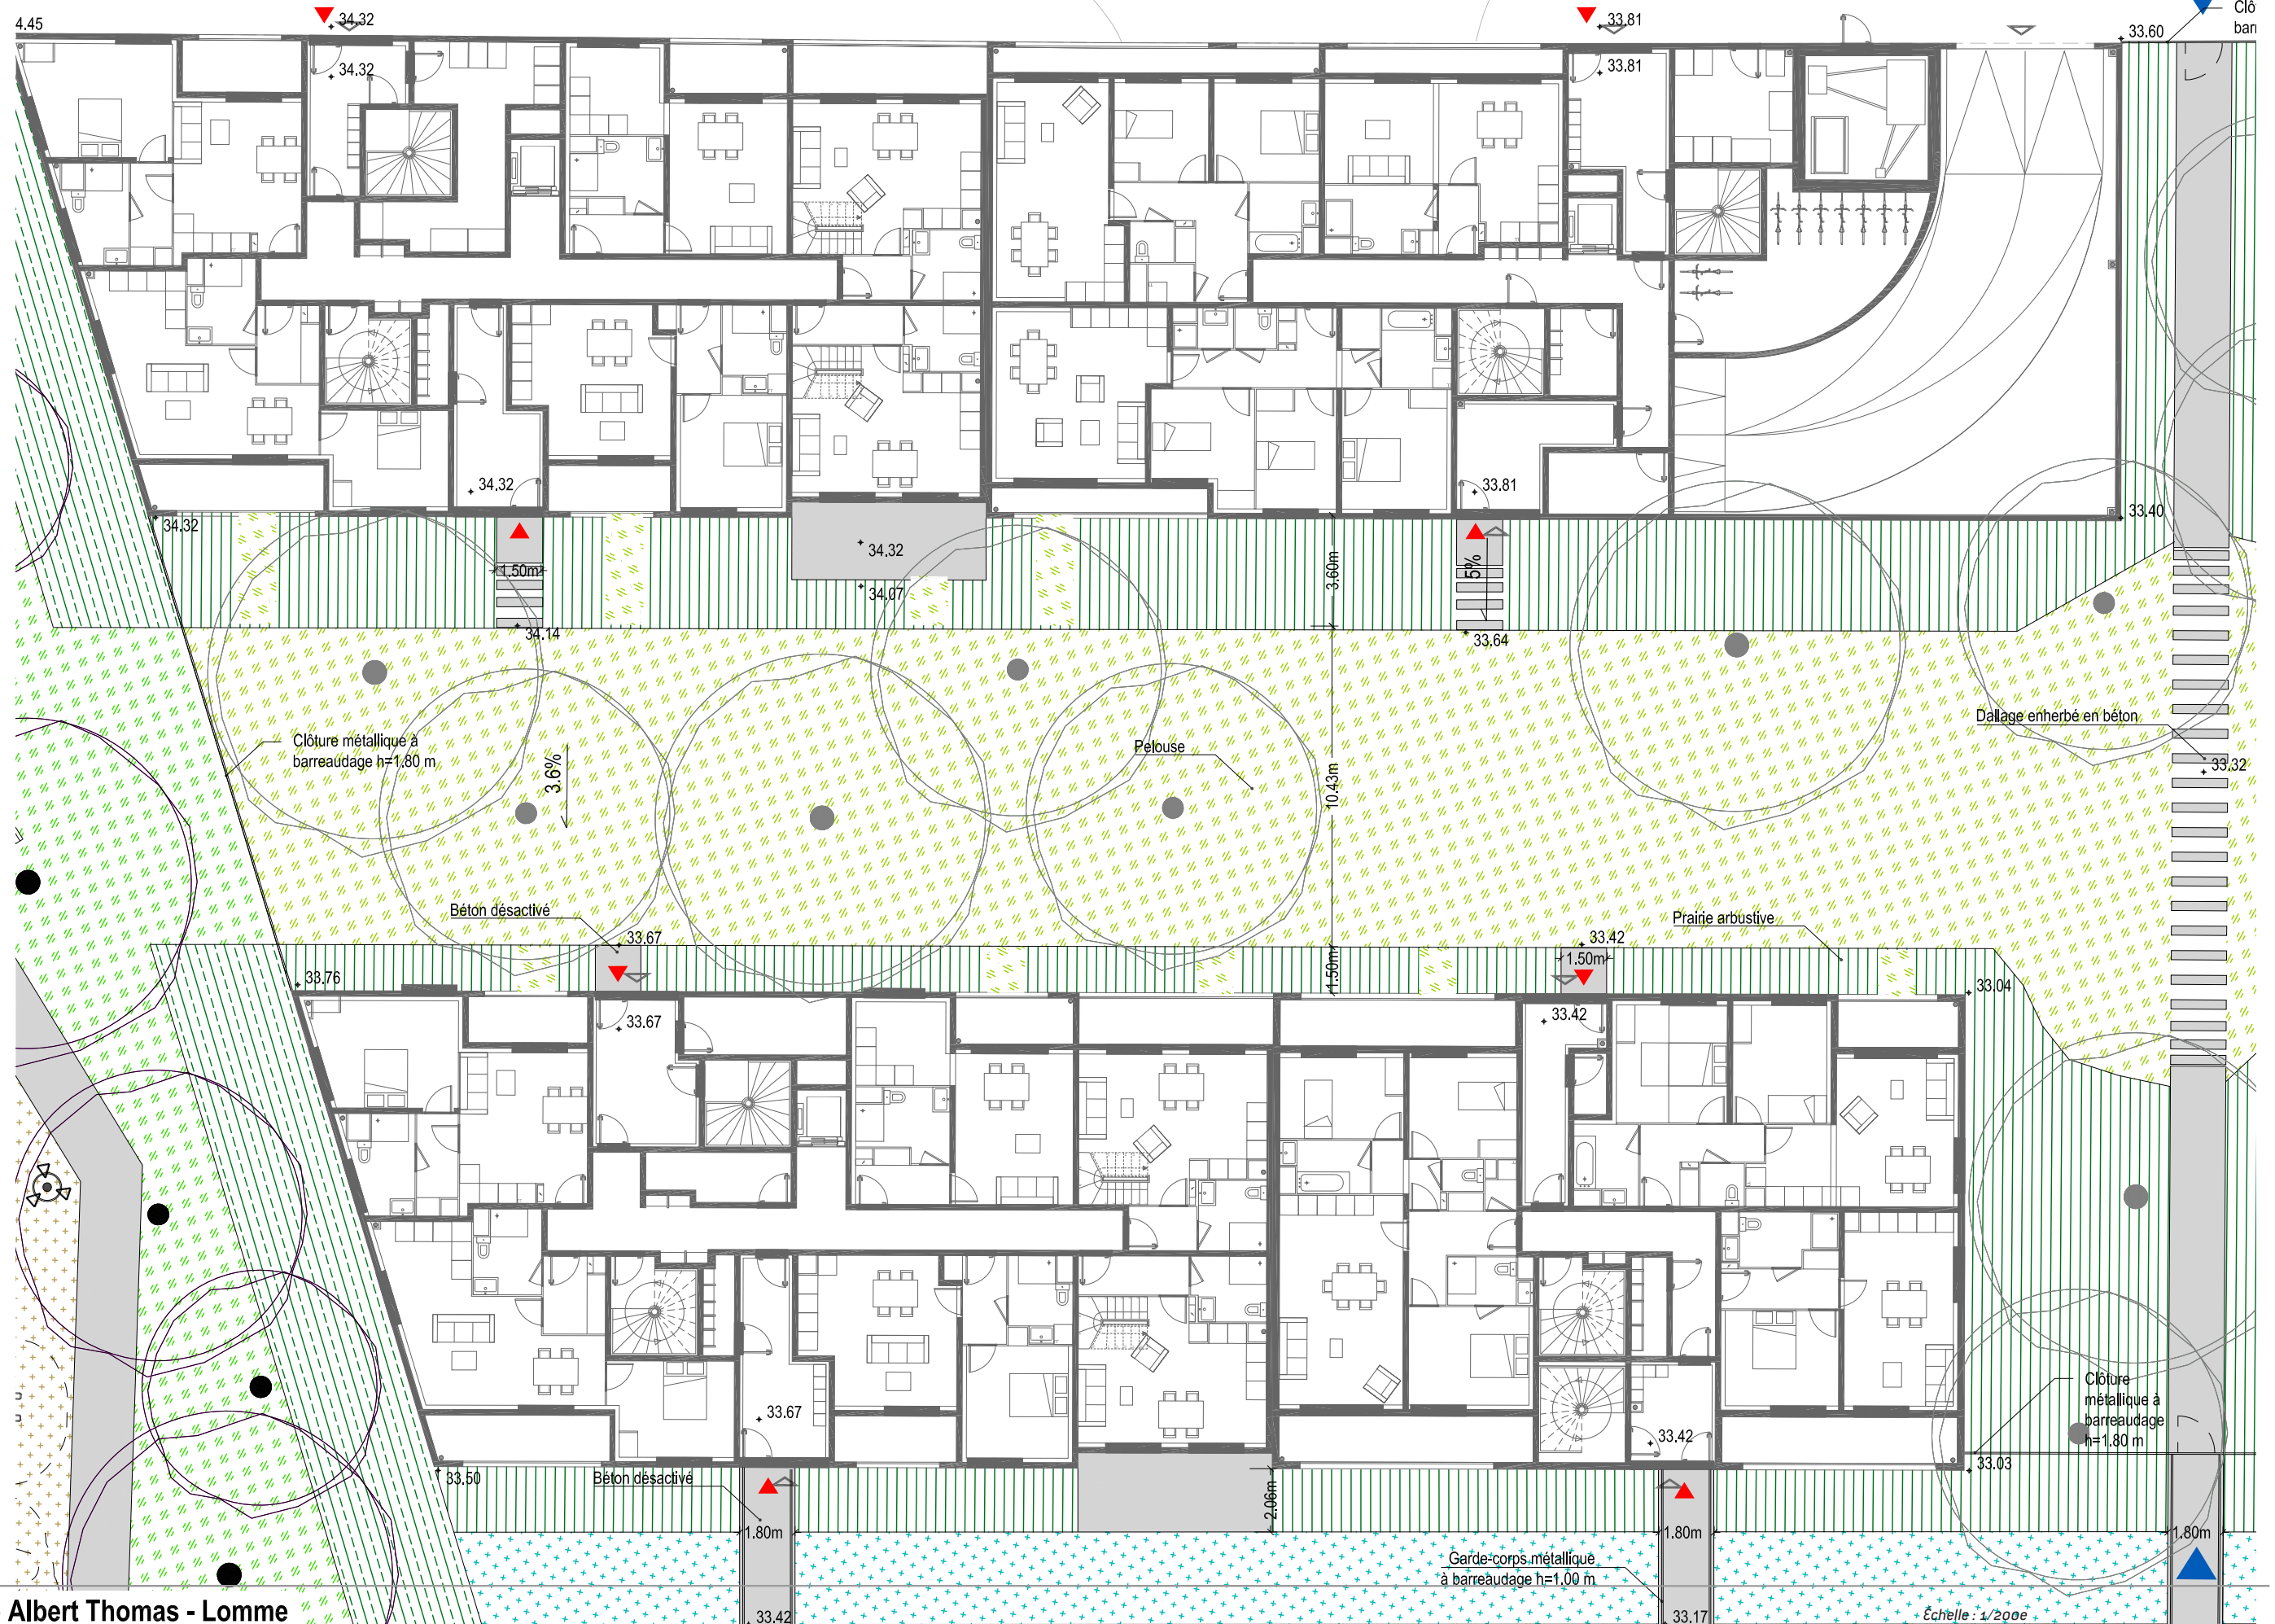 4.45
34.32
33.81
33.60
Clô
bar
34.32
33.81
34.32
33.81
34.32
33.40
34.32
1.50m
5%
3.60m
34.07
34.14
33.64
Dallage enherbé en béton
Clôture métallique à
barreaudage h=1,80 m
Pelouse
3.6%
33.32
10.43m
Béton désactivé
Prairie arbustive
33.67
33.42
1.50m
1.50m
33.76
33.04
33.67
33.42
Clôture
métallique à
barreaudage
h=1.80 m
33.67
33.42
33.50
33.03
Béton désactivé
2.06m
1.80m
1.80m
1.80m
Garde-corps métallique
à barreaudage h=1,00 m
Albert Thomas - Lomme
33.42
33.17
Échelle : 1/200e